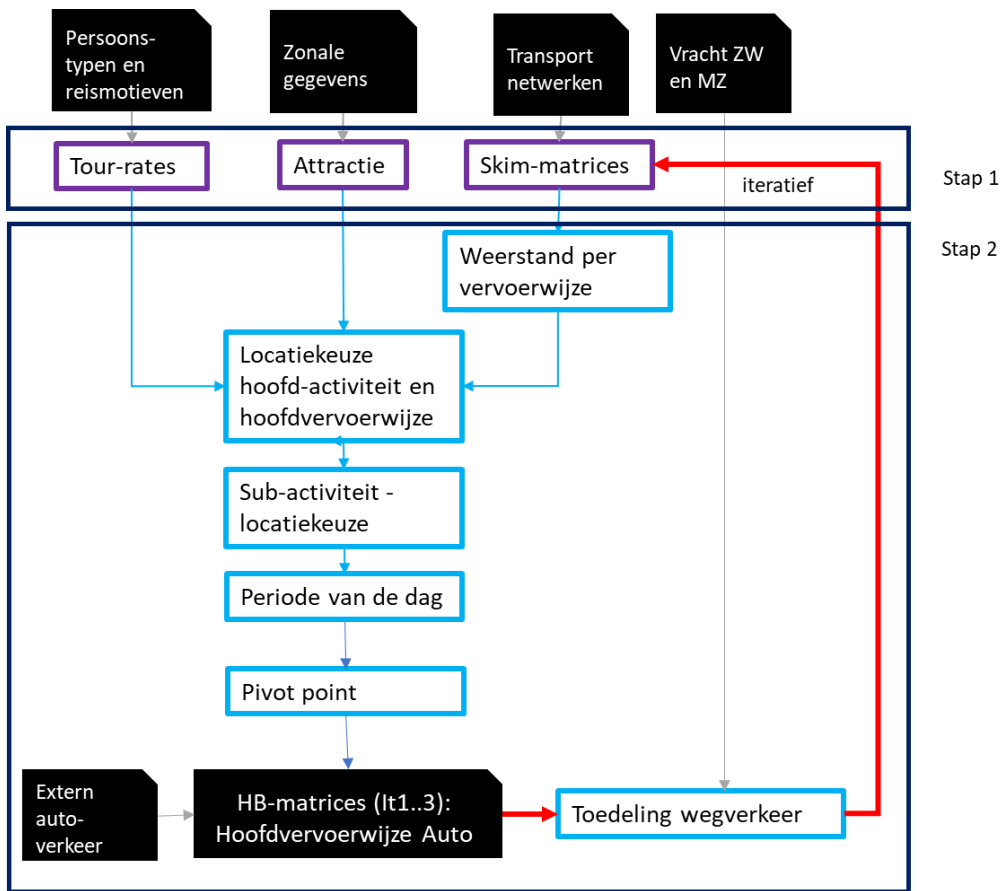 Persoons-
typen en
reismotieven
Zonale
gegevens
Transport
netwerken
Vracht ZW
en MZ
Tour-rates
Attractie
Skim-matrices
iteratief
Stap 1
Stap 2
Weerstand per
vervoerwijze
Locatiekeuze
hoofd-activiteit en
hoofdvervoerwijze
Sub-activiteit -
locatiekeuze
Periode van de dag
Pivot point
Extern
auto-
verkeer
HB-matrices (It1..3):
Hoofdvervoerwijze Auto
Toedeling wegverkeer